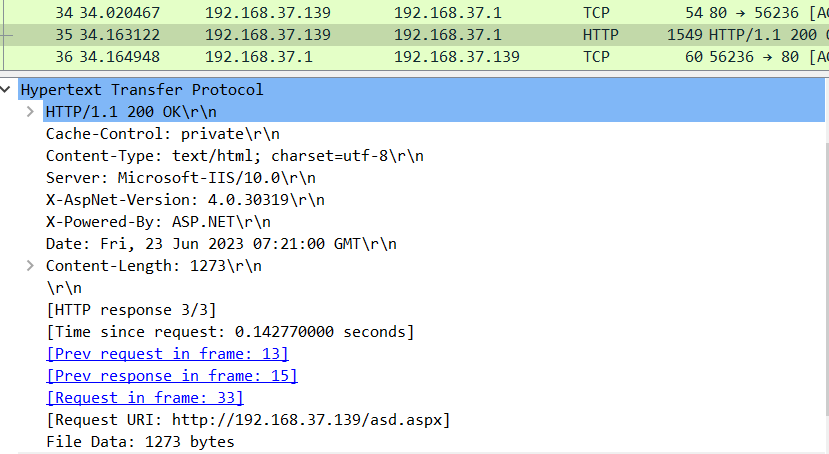 34 34.020467 192.168.37.139 192.168.37.1 TCP 54 80 → 56236 [A
35 34.163122 192.168.37.139 192.168.37.1 HTTP 1549 HTTP/1.1 200
36 34.164948 192.168.37.1 192.168.37.139 TCP 60 56236 → 80 [A
Hypertext Transfer Protocol
HTTP/1.1 200 OK\r\n
Cache-Control: private\r\n
Content-Type: text/html; charset=utf-8\r\n
Server: Microsoft-IIS/10.0\r\n
X-AspNet-Version: 4.0.30319\r\n
X-Powered-By: ASP.NET\r\n
Date: Fri, 23 Jun 2023 07:21:00 GMT\r\n
Content-Length: 1273\r\n
\r\n
[HTTP response 3/3]
[Time since request: 0.142770000 seconds]
[Prev request in frame: 13]
[Prev response in frame: 15]
[Request in frame: 33]
[Request URI: http://192.168.37.139/asd.aspx]
File Data: 1273 bytes